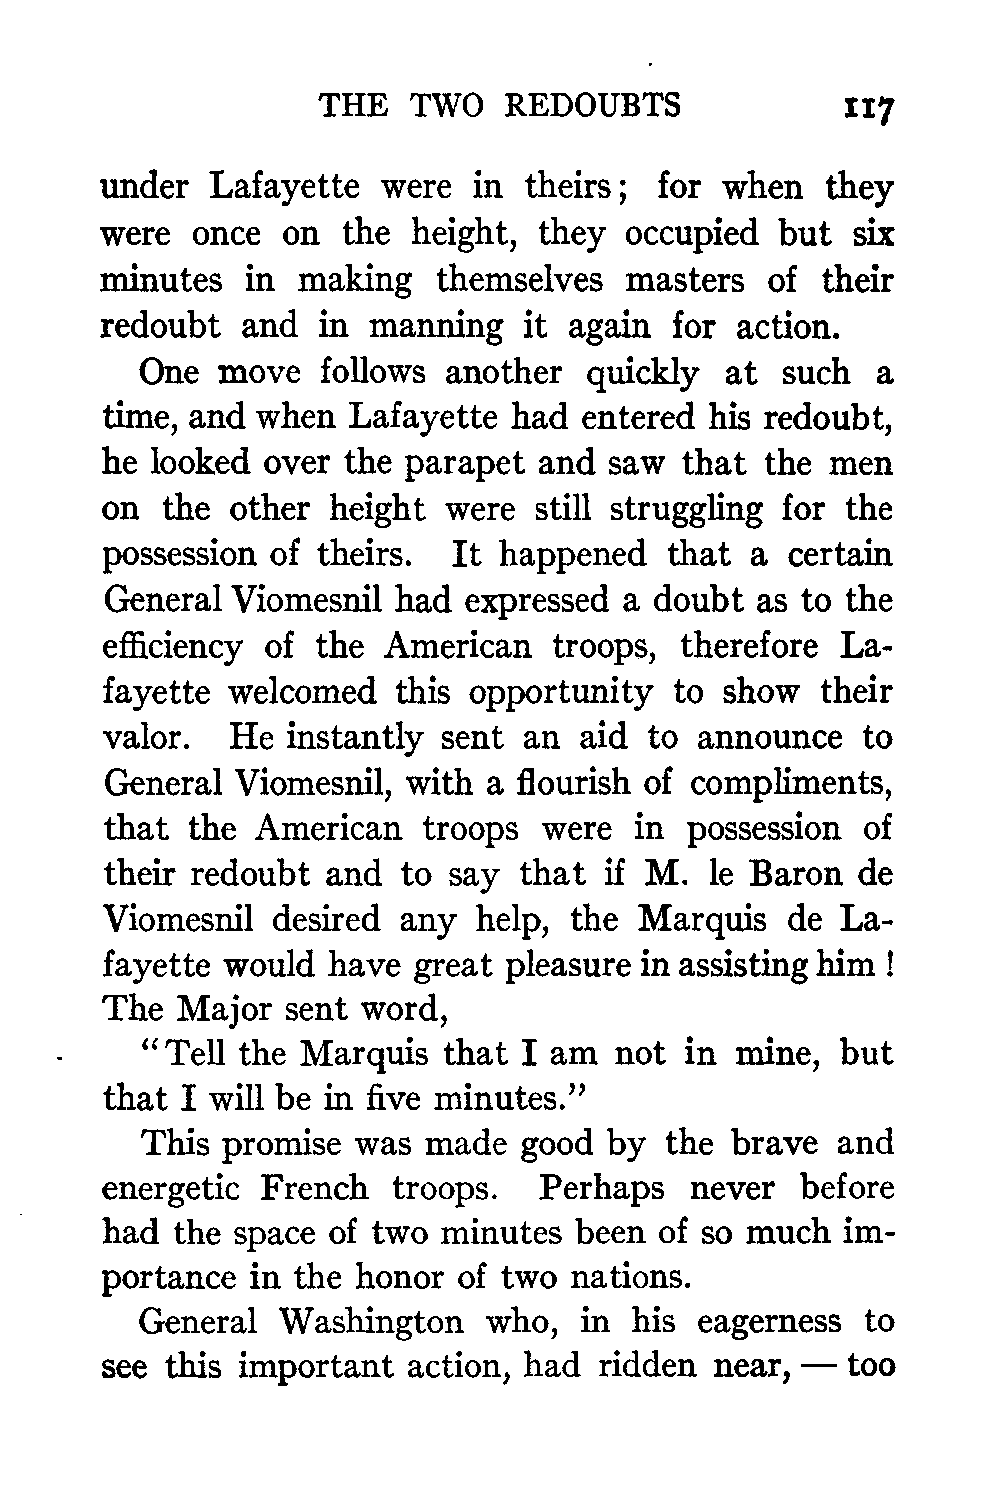 THE TWO REDOUBTS 117
under Lafayette were in theirs; for when they
were once on the height, they occupied but six
minutes in making themselves masters of their
redoubt and in manning it again for action.
One move follows another quickly at such a
time, and when Lafayette had entered his redoubt,
he looked over the parapet and saw that the men
on the other height were still struggling for the
possession of theirs. It happened that a certain
General Viomesnil had expressed a doubt as to the
efficiency of the American troops, therefore La-
fayette welcomed this opportunity to show their
valor. He instantly sent an aid to announce to
General Viomesnil, with a flourish of compliments,
that the American troops were in possession of
their redoubt and to say that if M. le Baron de
Viomesnil desired any help, the Marquis de La-
fayette would have great pleasure in assisting him!
The Major sent word,
"Tell the Marquis that I am not in mine, but
that I will be in five minutes."
This promise was made good by the brave and
energetic French troops. Perhaps never before
had the space of two minutes been of so much im-
portance in the honor of two nations.
General Washington who, in his eagerness to
see this important action, had ridden near, — too